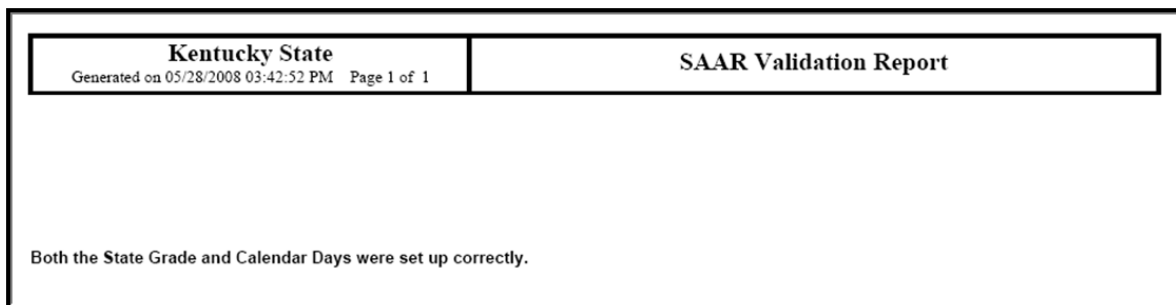 Kentucky State
Generated on 05/28/2008 03:42:52 PM Page 1 of 1
SAAR Validation Report
Both the State Grade and Calendar Days were set up correctly.